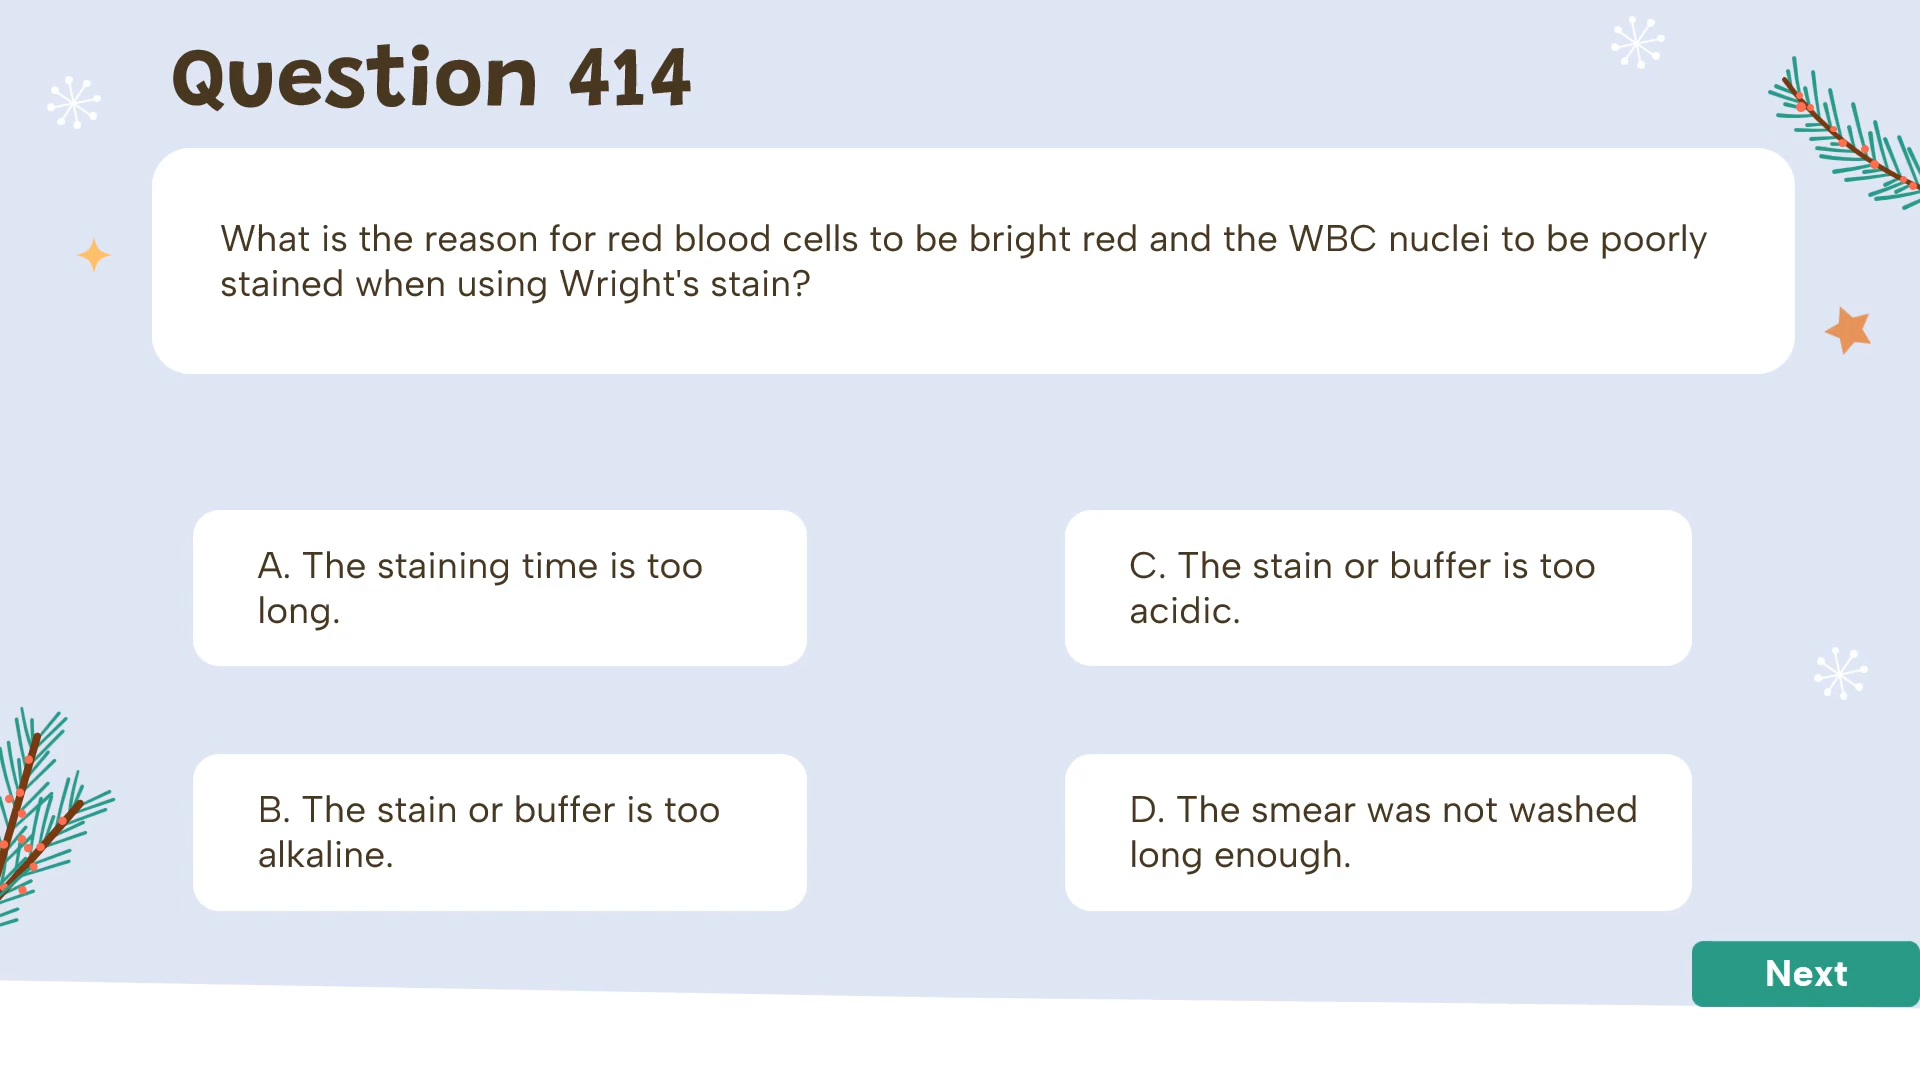 Question 414
What is the reason for red blood cells to be bright red and the WBC nuclei to be poorly
stained when using Wright's stain?
A. The staining time is too
long.
B. The stain or buffer is too
alkaline.
C. The stain or buffer is too
acidic.
D. The smear was not washed
long enough.
Next